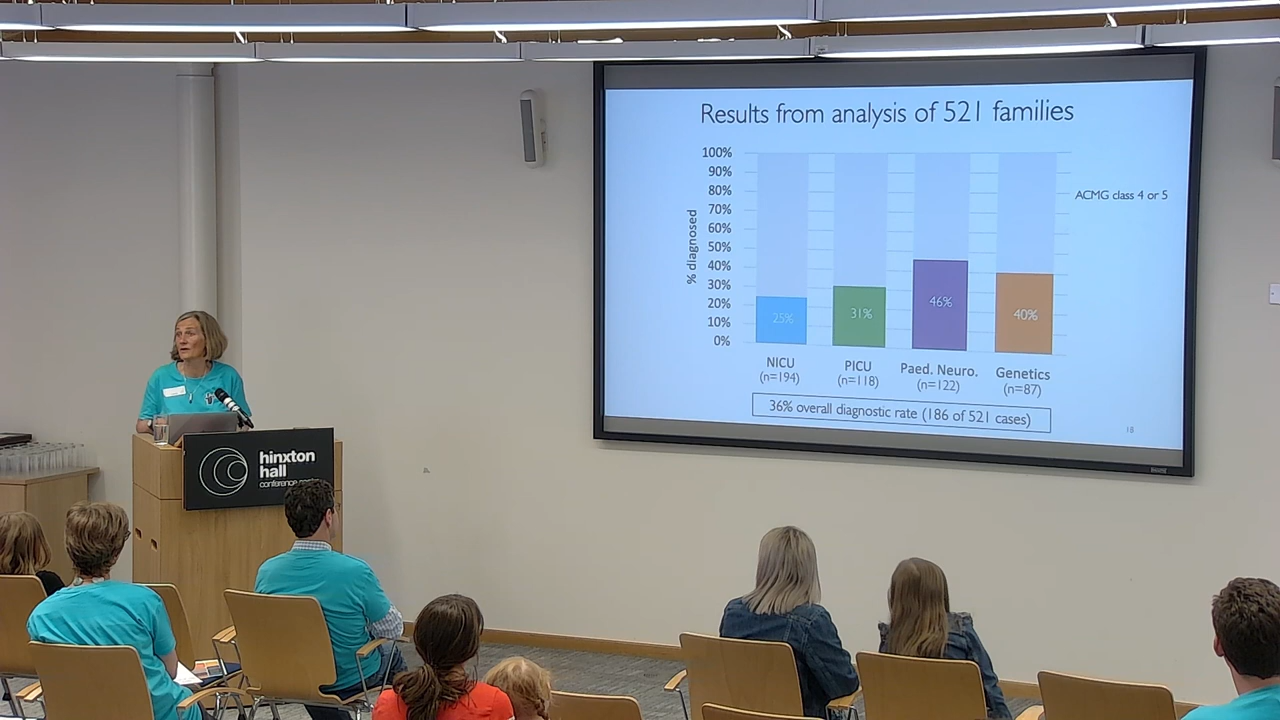 Results from analysis of 521 families
100%
90%
80%
70%
60%
50%
40%
30%
20%
10%
0%
% diagnosed
ACMG class 4 or 5
25%
31%
46%
40%
NICU
(n=194)
PICU
(n=118)
Paed. Neuro.
(n=122)
Genetics
(n=87)
36% overall diagnostic rate (186 of 521 cases)
18
hinxton
hall
conference